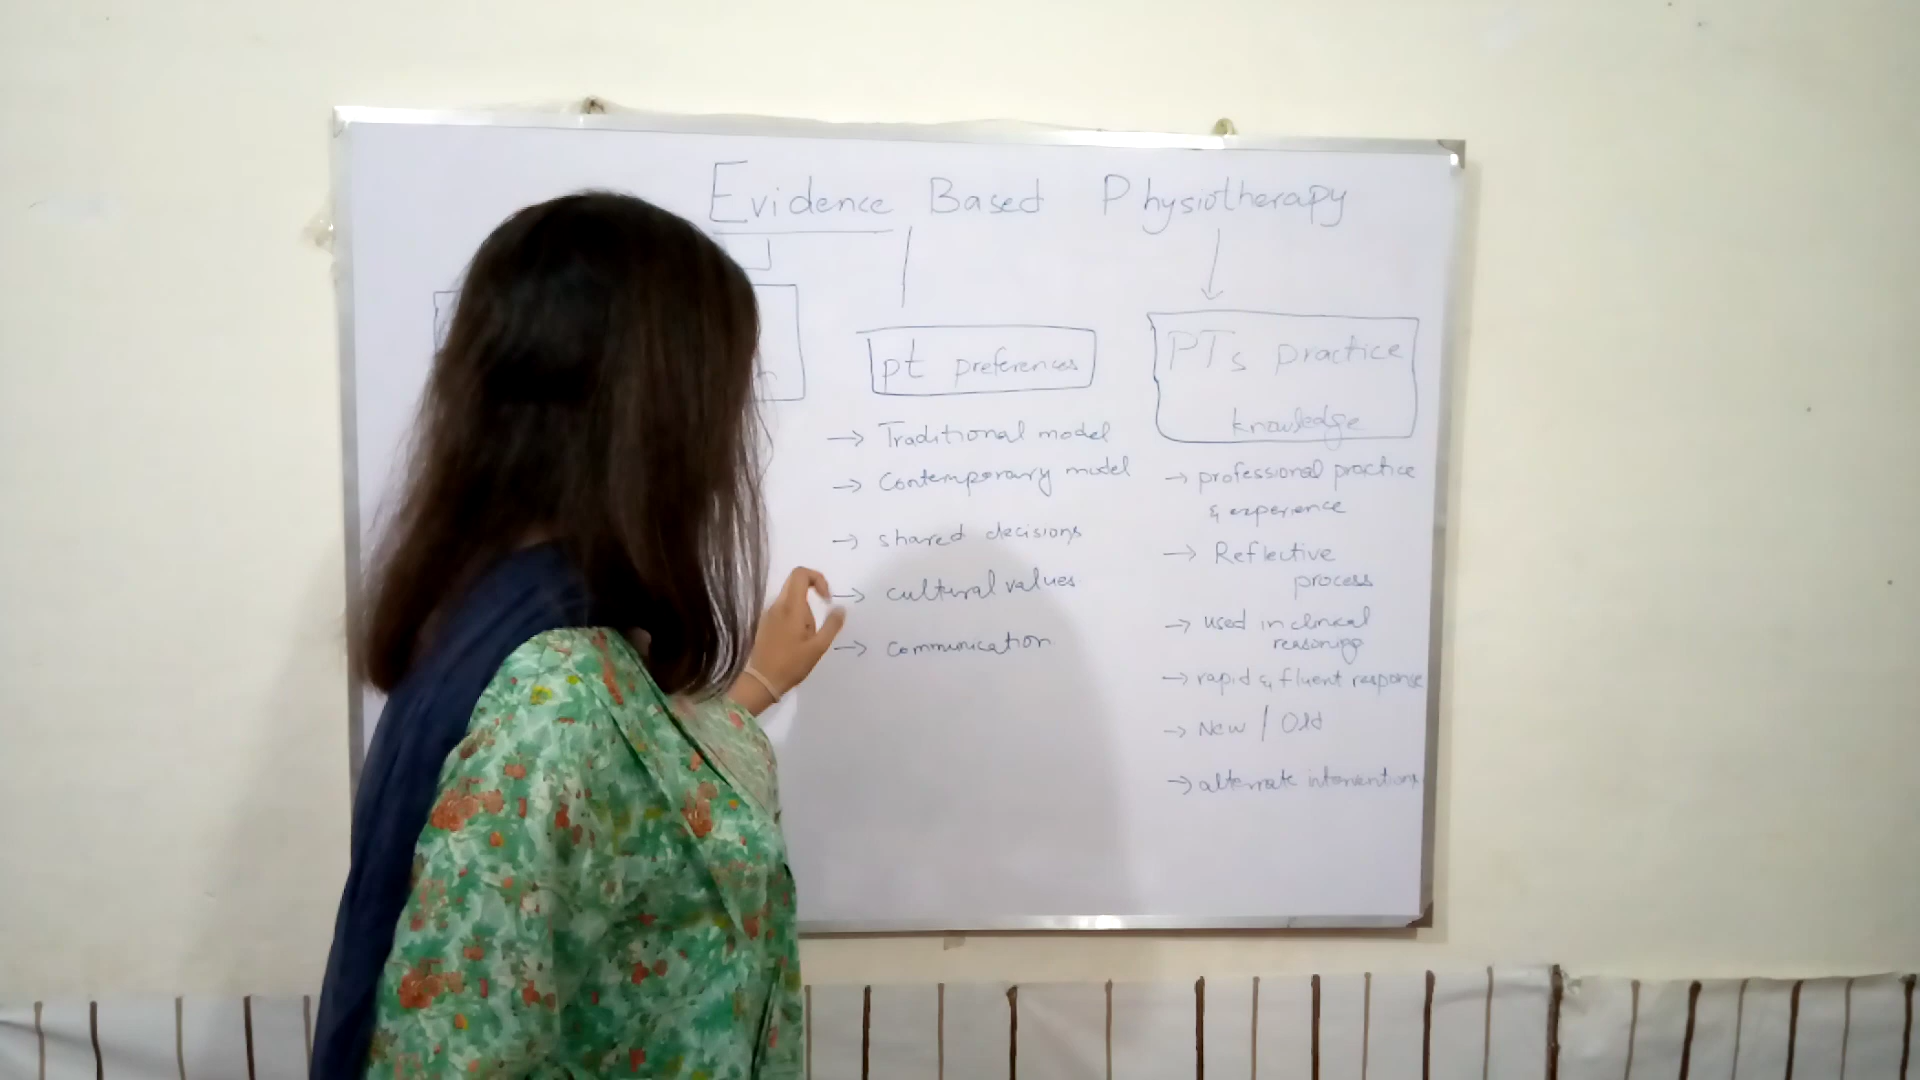 Evidence Based Physiotherapy
pt preferences
→ Traditional model
→ Contemporary model
→ shared decisions
→ cultural values
→ communication
PTs practice
knowledge
→ professional practice
& experience
→ Reflective
process
→ used in clinical
reasoning
→ rapid & fluent response
→ New / Old
→ alternate interventions